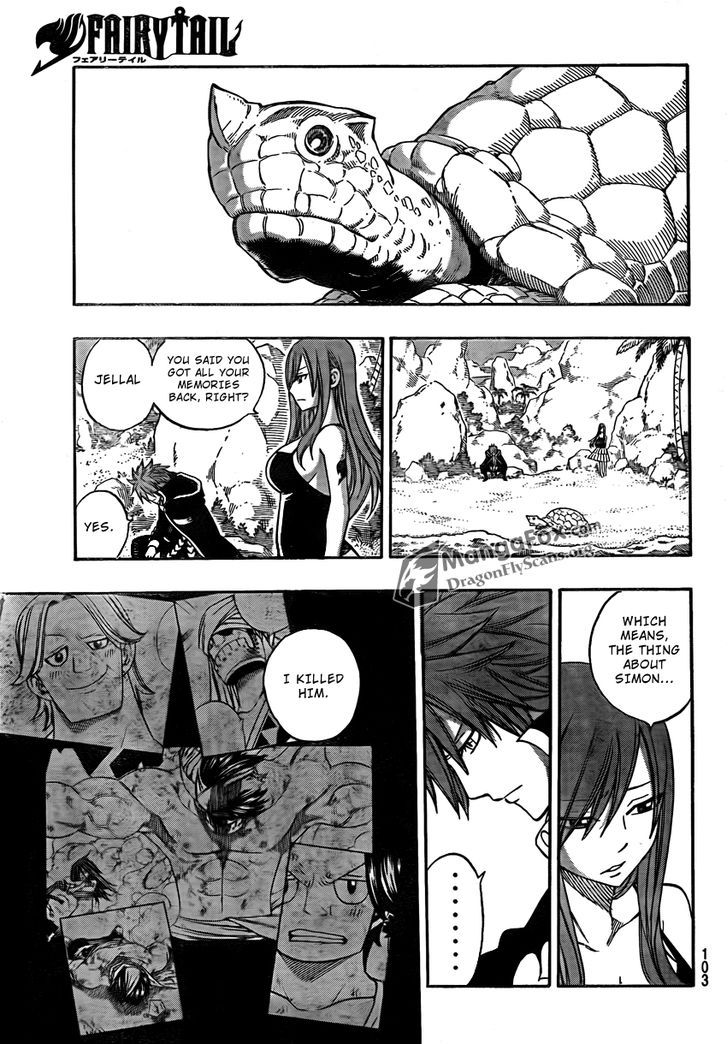 FAIRY TAIL
フェアリーテイル
JELLAL
YOU SAID YOU
GOT ALL YOUR
MEMORIES
BACK, RIGHT?
YES.
MangaFox.com
DragonFlyScans.org
WHICH
MEANS,
THE THING
ABOUT
SIMON...
......
I KILLED
HIM.
103